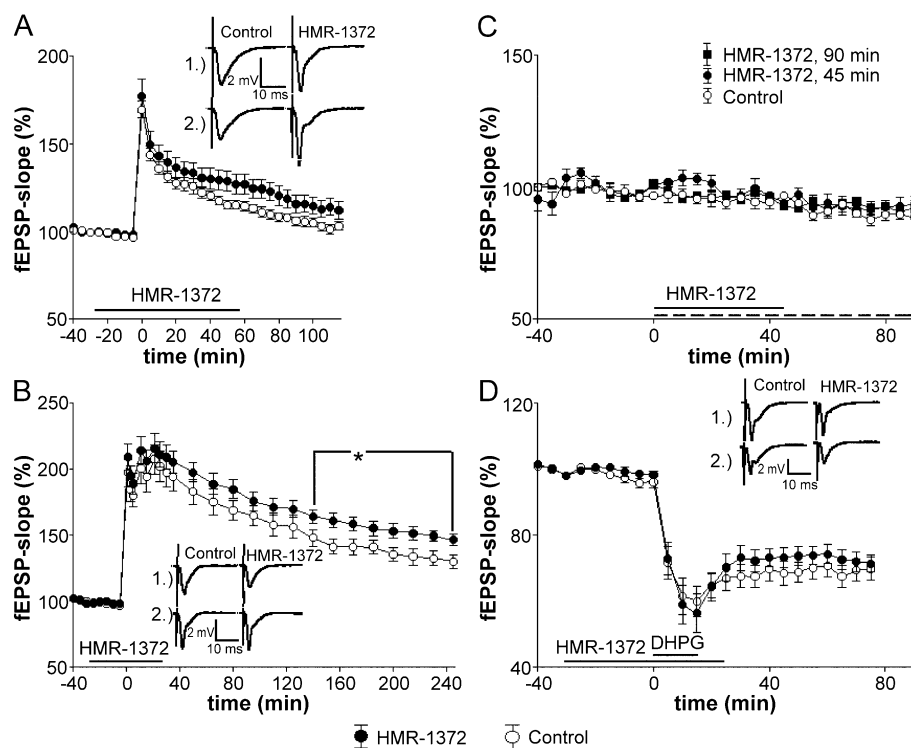 A
200
150
100
50
fEPSP-slope (%)
Control
HMR-1372
1.)
2 mV
10 ms
2.)
HMR-1372
-40 -20 0 20 40 60 80 100
time (min)
C
150
100
50
fEPSP-slope (%)
HMR-1372, 90 min
HMR-1372, 45 min
Control
HMR-1372
-40 0 40 80
time (min)
B
250
200
150
100
50
fEPSP-slope (%)
*
Control
HMR-1372
1.)
2.)
2 mV
10 ms
HMR-1372
-40 0 40 80 120 160 200 240
time (min)
D
120
80
40
fEPSP-slope (%)
Control
HMR-1372
1.)
2.)
2 mV
10 ms
HMR-1372
DHPG
-40 0 40 80
time (min)
HMR-1372
Control